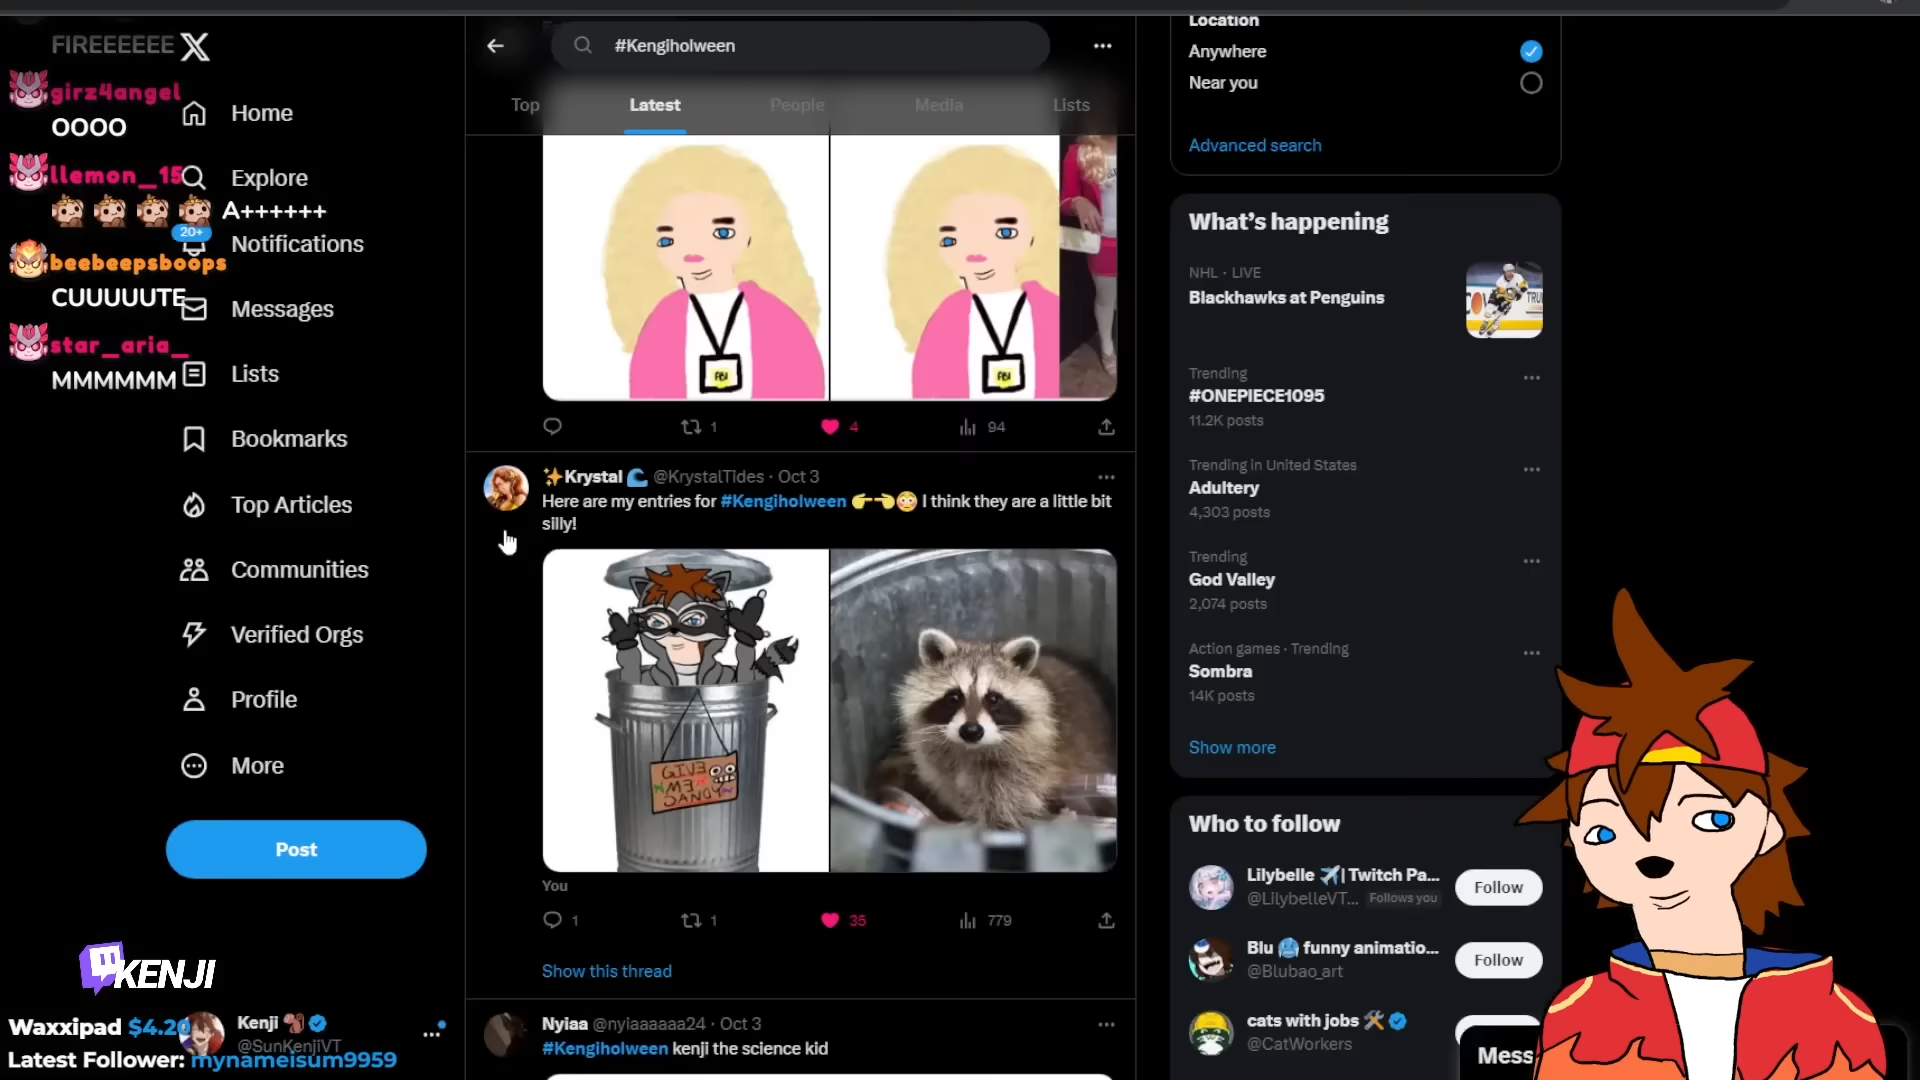 FIREEEEEE
girz4angel
OOOO
llemon_15
A++++++
beebeepsboops
CUUUUUTE
star_aria_
MMMMMM
Home
Explore
20+
Notifications
Messages
Lists
Bookmarks
Top Articles
Communities
Verified Orgs
Profile
More
Post
KENJI
Waxxipad $4.20
Kenji
@SunKenjiVT
Latest Follower: mynameisum9959
#Kengiholween
Top
Latest
People
Media
Lists
FBI
FBI
1
4
94
Krystal @KrystalTides · Oct 3
Here are my entries for #Kengiholween I think they are a little bit
silly!
GIVE
ME
CANDY
You
1
1
35
779
Show this thread
Nyiaa @nyiaaaaaa24 · Oct 3
#Kengiholween kenji the science kid
Location
Anywhere
Near you
Advanced search
What's happening
NHL · LIVE
Blackhawks at Penguins
Trending
#ONEPIECE1095
11.2K posts
Trending in United States
Adultery
4,303 posts
Trending
God Valley
2,074 posts
Action games · Trending
Sombra
14K posts
Show more
Who to follow
Lilybelle | Twitch Pa...
@LilybelleVT... Follows you
Follow
Blu funny animatio...
@Blubao_art
Follow
cats with jobs
@CatWorkers
Mess